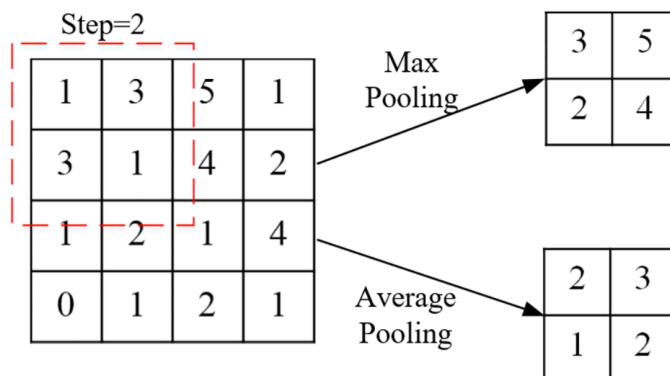 Step=2
1 3 5 1
3 1 4 2
1 2 1 4
0 1 2 1
Max
Pooling
3 5
2 4
Average
Pooling
2 3
1 2